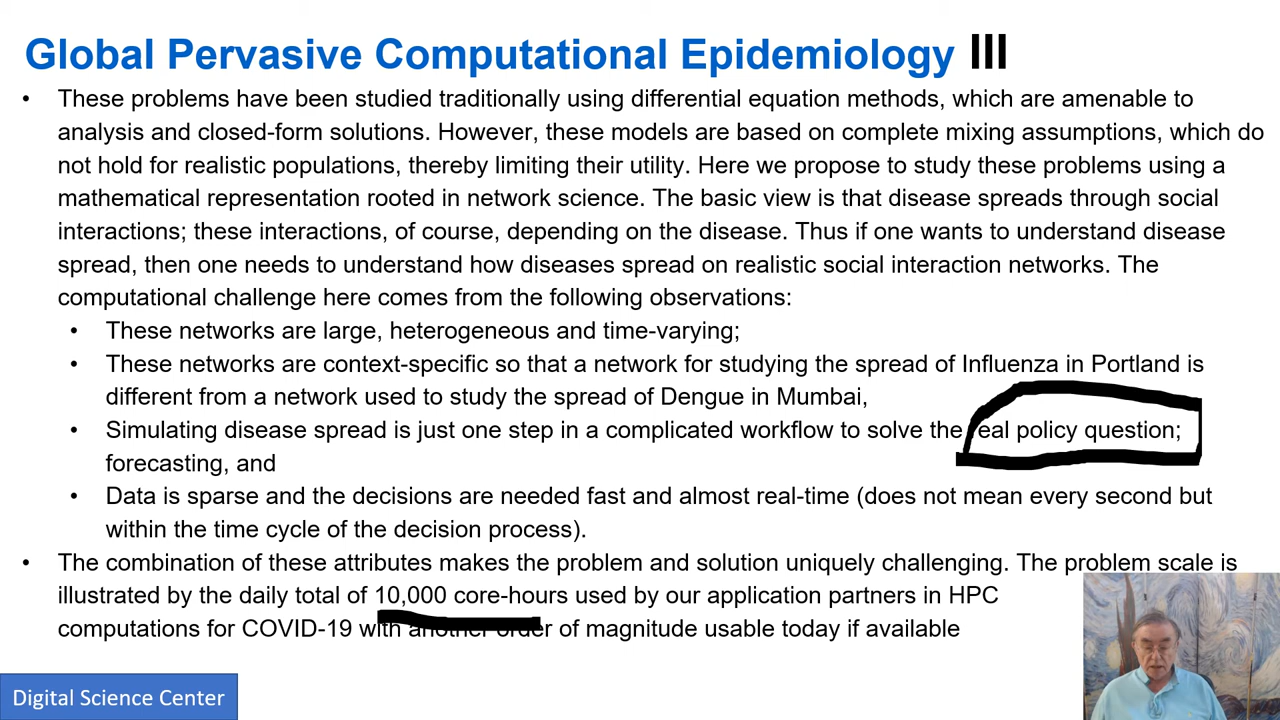 Global Pervasive Computational Epidemiology III
• These problems have been studied traditionally using differential equation methods, which are amenable to
analysis and closed-form solutions. However, these models are based on complete mixing assumptions, which do
not hold for realistic populations, thereby limiting their utility. Here we propose to study these problems using a
mathematical representation rooted in network science. The basic view is that disease spreads through social
interactions; these interactions, of course, depending on the disease. Thus if one wants to understand disease
spread, then one needs to understand how diseases spread on realistic social interaction networks. The
computational challenge here comes from the following observations:
• These networks are large, heterogeneous and time-varying;
• These networks are context-specific so that a network for studying the spread of Influenza in Portland is
different from a network used to study the spread of Dengue in Mumbai,
• Simulating disease spread is just one step in a complicated workflow to solve the real policy question;
forecasting, and
• Data is sparse and the decisions are needed fast and almost real-time (does not mean every second but
within the time cycle of the decision process).
• The combination of these attributes makes the problem and solution uniquely challenging. The problem scale is
illustrated by the daily total of 10,000 core-hours used by our application partners in HPC
computations for COVID-19 with another order of magnitude usable today if available
Digital Science Center